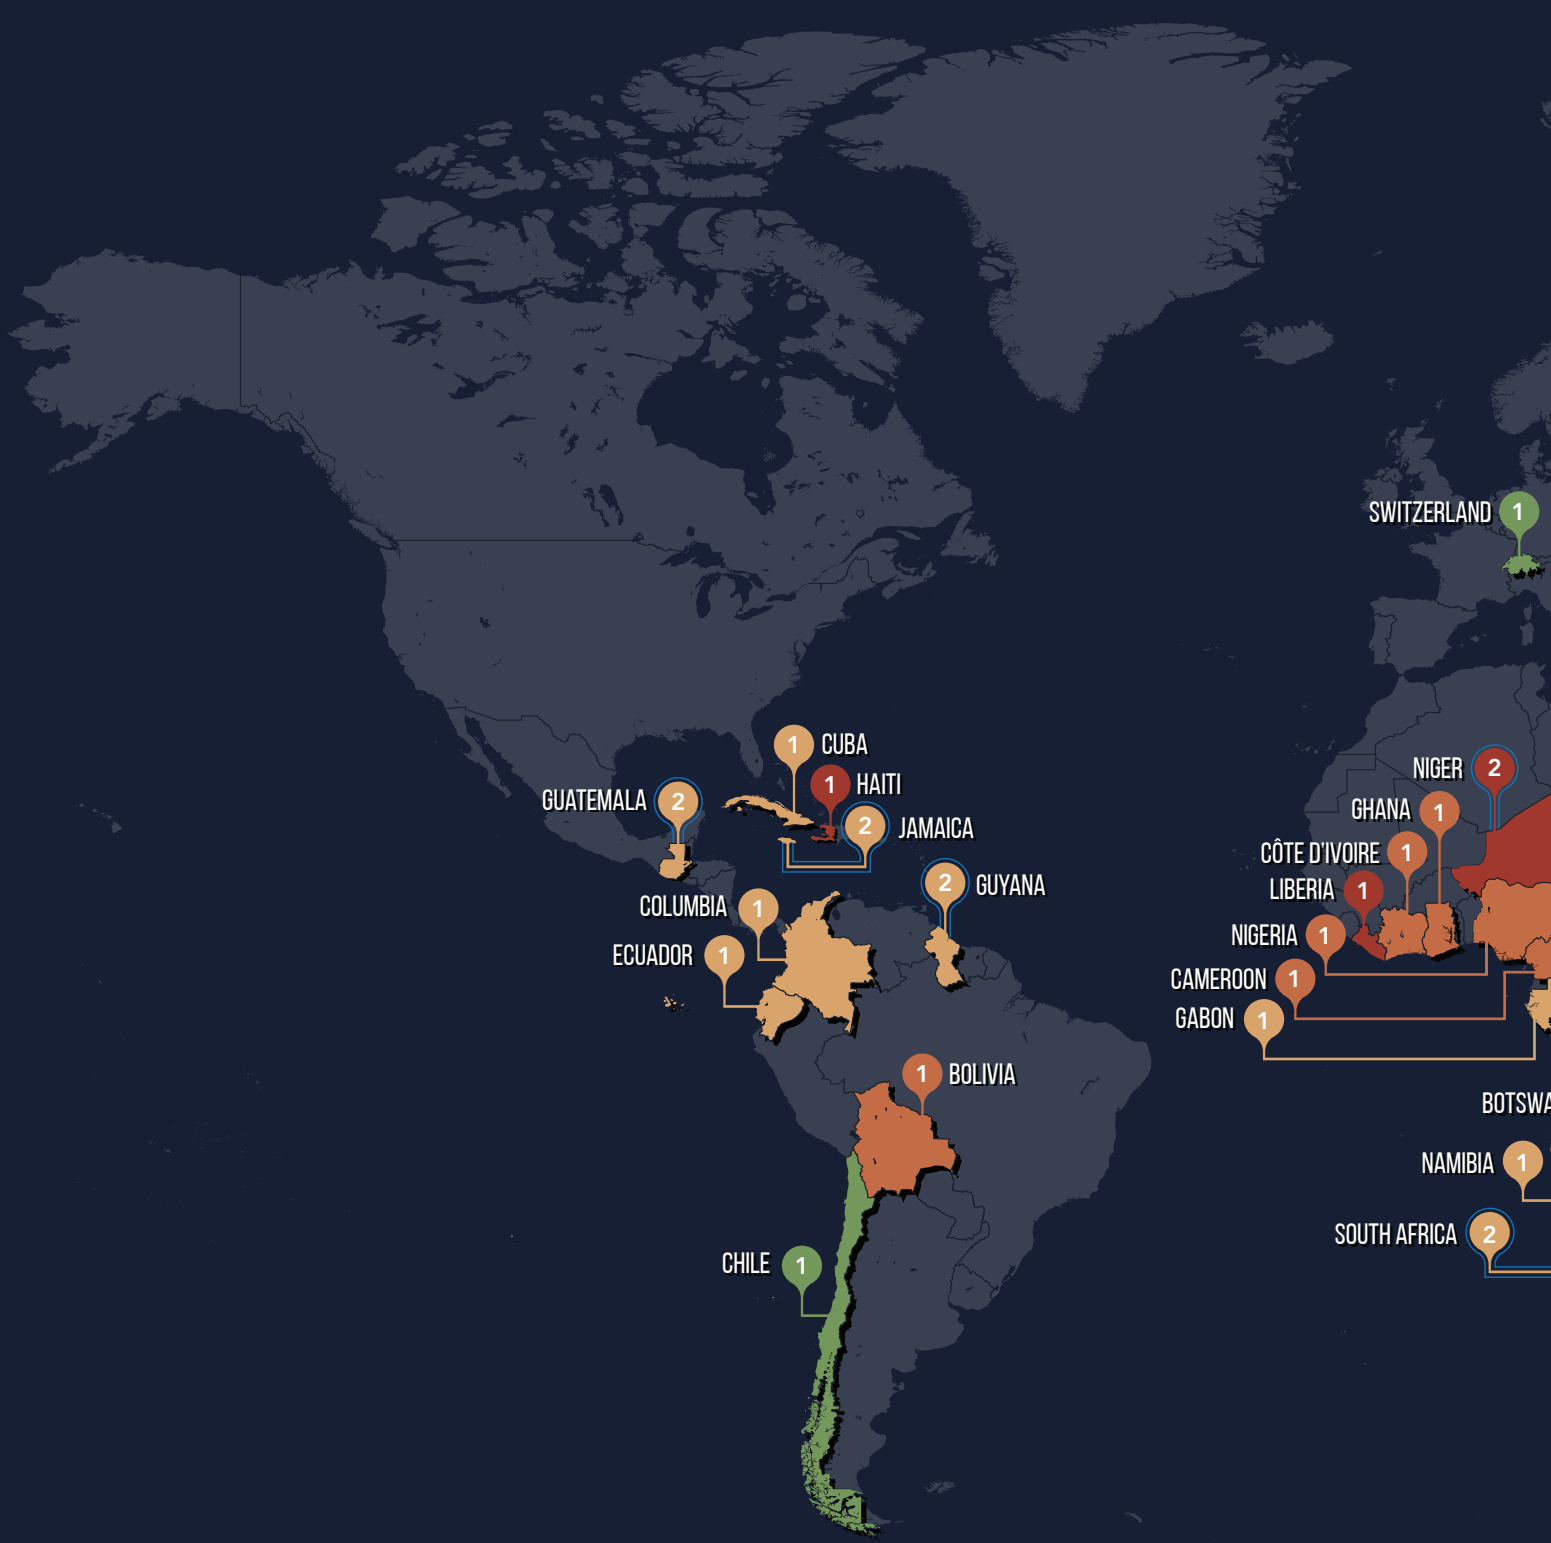 SWITZERLAND 1
1 CUBA
1 HAITI
GUATEMALA 2
2 JAMAICA
2 GUYANA
COLUMBIA 1
ECUADOR 1
1 BOLIVIA
CHILE 1
NIGER 2
GHANA 1
CÔTE D'IVOIRE 1
LIBERIA 1
NIGERIA 1
CAMEROON 1
GABON 1
BOTSWA
NAMIBIA 1
SOUTH AFRICA 2